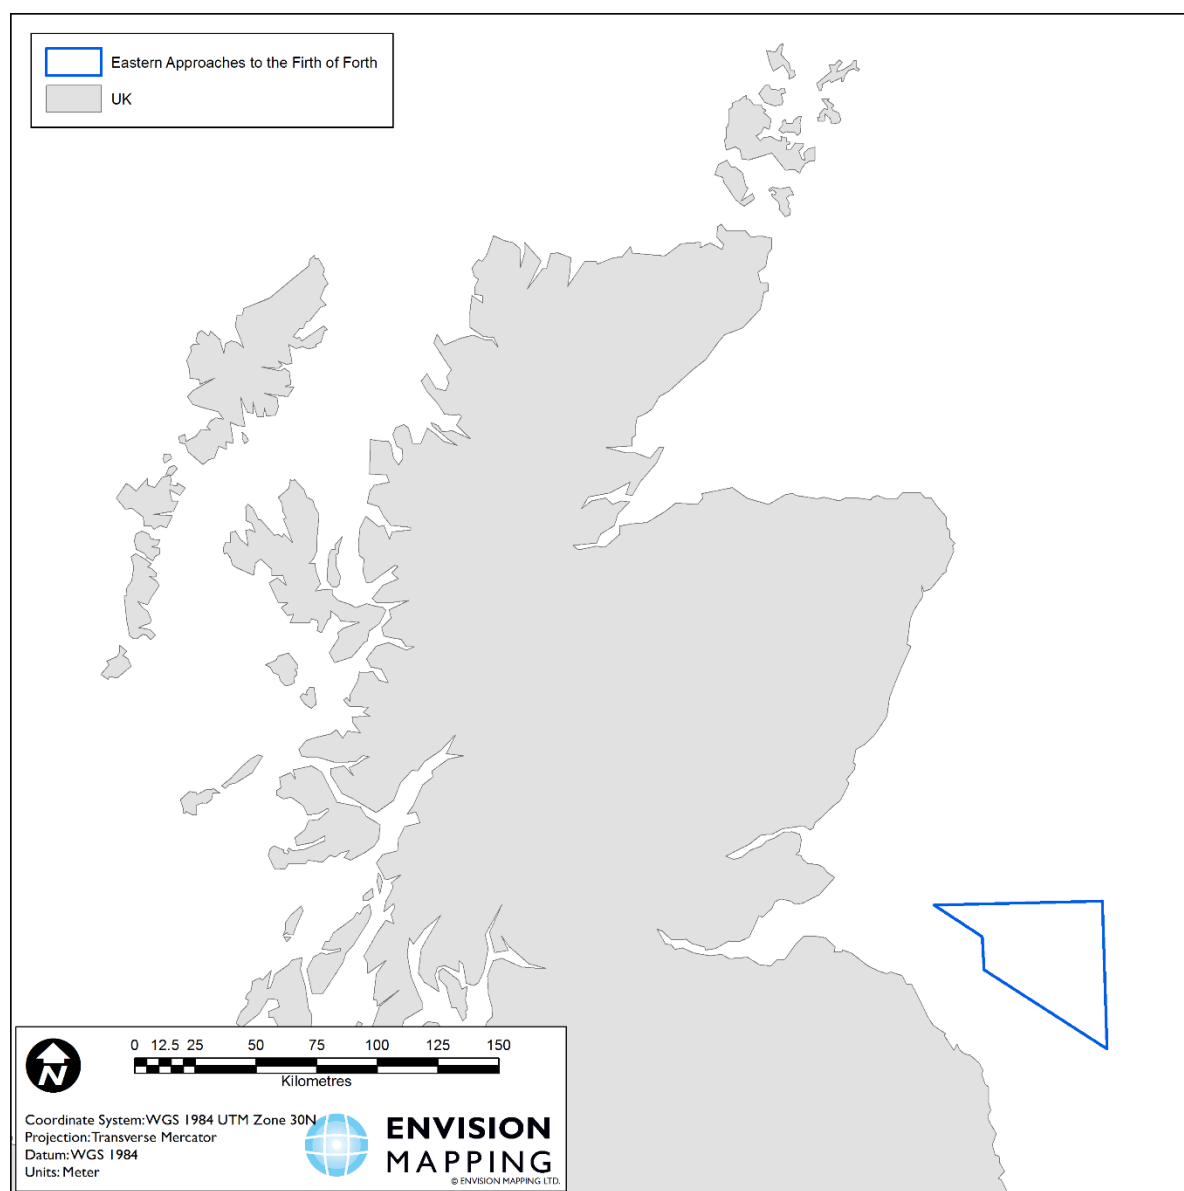 Eastern Approaches to the Firth of Forth
UK
0 12.5 25 50 75 100 125 150
Kilometres
N
Coordinate System: WGS 1984 UTM Zone 30N
Projection: Transverse Mercator
Datum: WGS 1984
Units: Meter
ENVISION
MAPPING
© ENVISION MAPPING LTD.